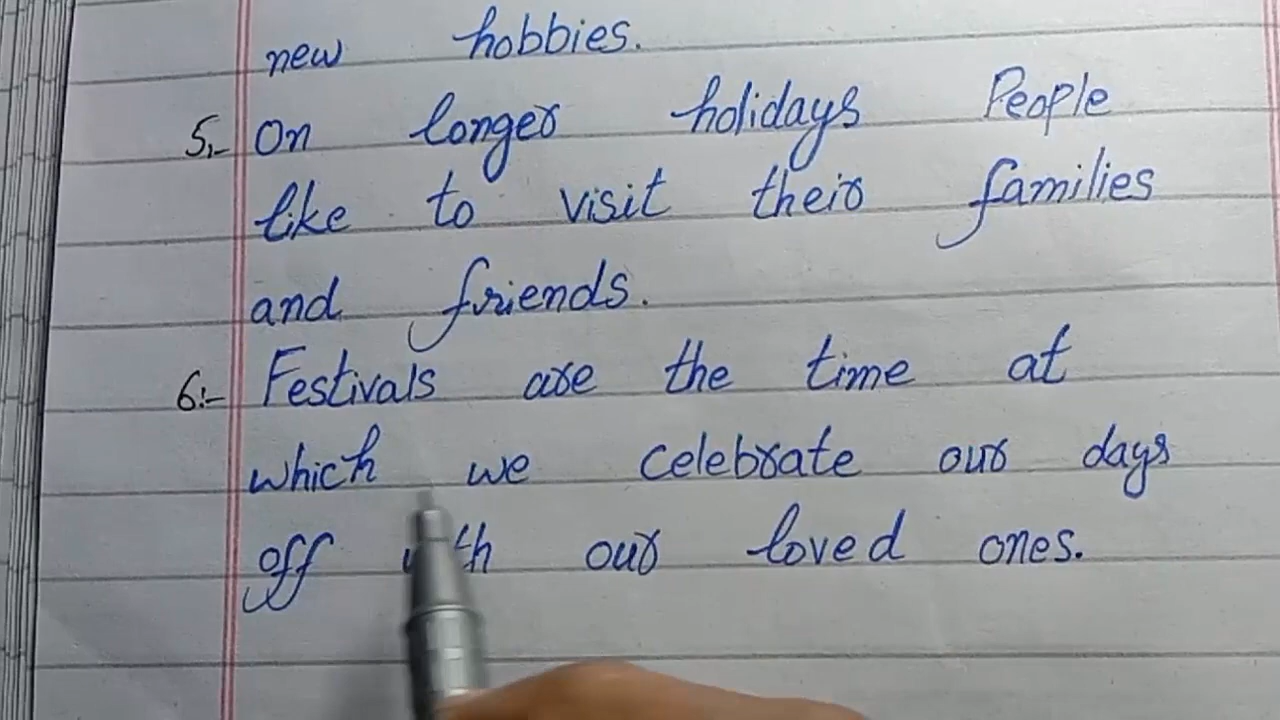 new hobbies.
5.- On longer holidays People
like to visit their families
and friends.
6:- Festivals are the time at
which we celebrate our days
off with our loved ones.